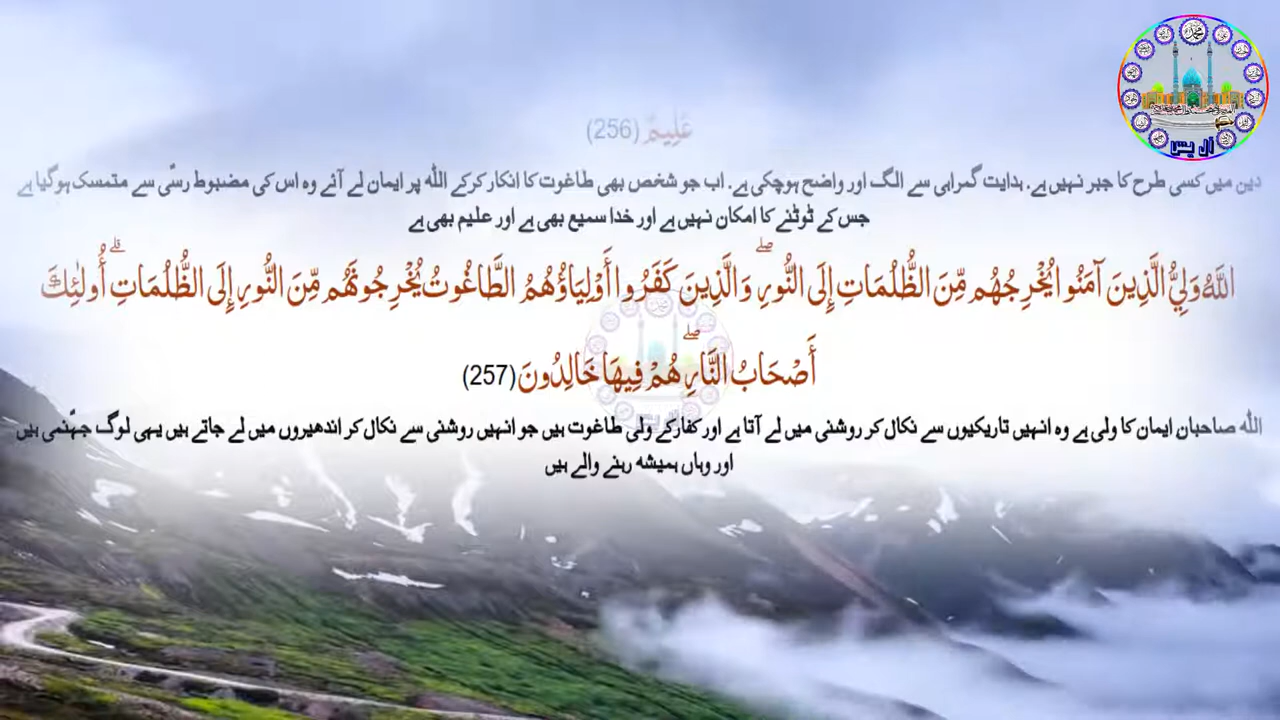 عَلِيمٌ (256)
دین میں کسی طرح کا جبر نہیں ہے۔ ہدایت گمراہی سے الگ اور واضح ہوچکی ہے۔ اب جو شخص بھی طاغوت کا انکار کرکے اللہ پر ایمان لے آئے وہ اس کی مضبوط رسّی سے متمسک ہوگیا ہے
جس کے ٹوٹنے کا امکان نہیں ہے اور خدا سمیع بھی ہے اور علیم بھی ہے
اللَّهُ وَلِيُّ الَّذِينَ آمَنُوا يُخْرِجُهُم مِّنَ الظُّلُمَاتِ إِلَى النُّورِ ۖ وَالَّذِينَ كَفَرُوا أَوْلِيَاؤُهُمُ الطَّاغُوتُ يُخْرِجُونَهُم مِّنَ النُّورِ إِلَى الظُّلُمَاتِ ۗ أُولَٰئِكَ
أَصْحَابُ النَّارِ ۖ هُمْ فِيهَا خَالِدُونَ (257)
اللہ صاحبان ایمان کا ولی ہے وہ انہیں تاریکیوں سے نکال کر روشنی میں لے آتا ہے اور کفارکے ولی طاغوت ہیں جو انہیں روشنی سے نکال کر اندھیروں میں لے جاتے ہیں یہی لوگ جہّنمی ہیں
اور وہاں ہمیشہ رہنے والے ہیں
آل یس